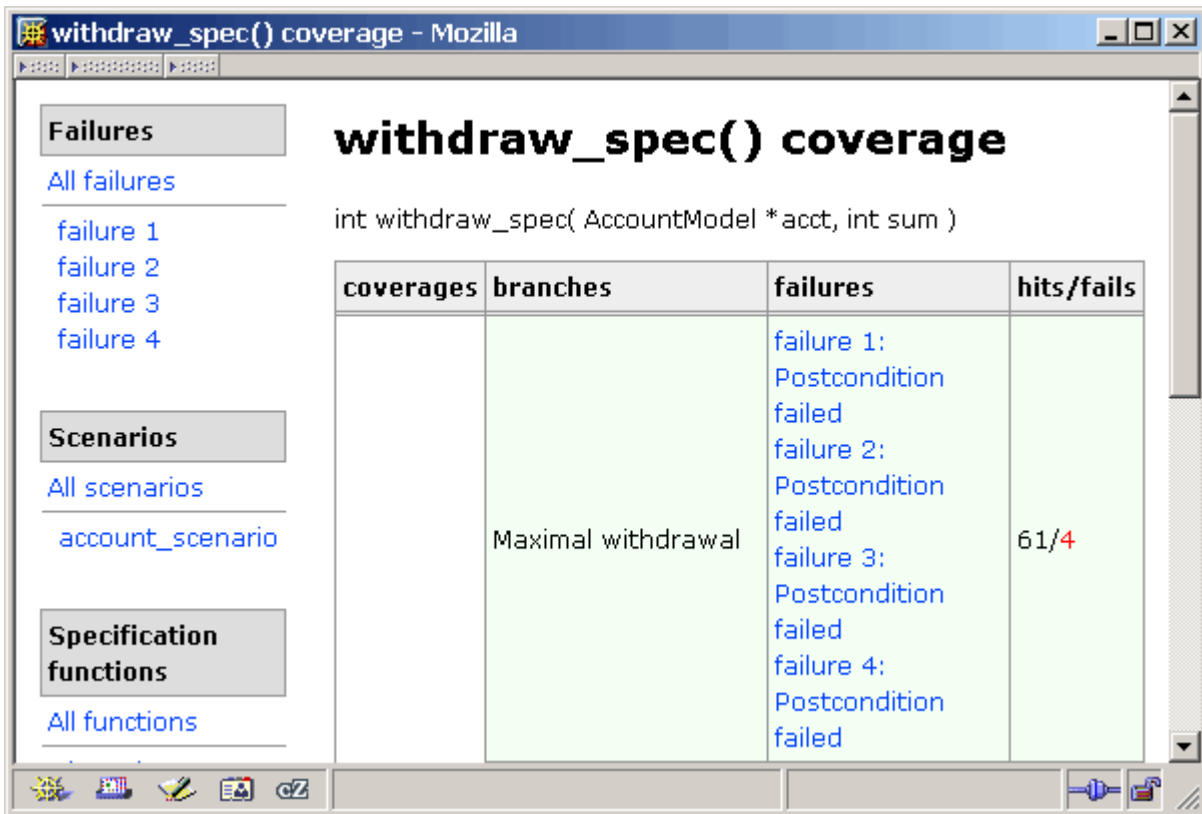 withdraw_spec() coverage - Mozilla
Failures
All failures
failure 1
failure 2
failure 3
failure 4
Scenarios
All scenarios
account_scenario
Specification
functions
All functions
withdraw_spec() coverage
int withdraw_spec( AccountModel *acct, int sum )
coverages branches failures hits/fails
failure 1:
Postcondition
failed
failure 2:
Postcondition
failed
Maximal withdrawal 61/4
failure 3:
Postcondition
failed
failure 4:
Postcondition
failed